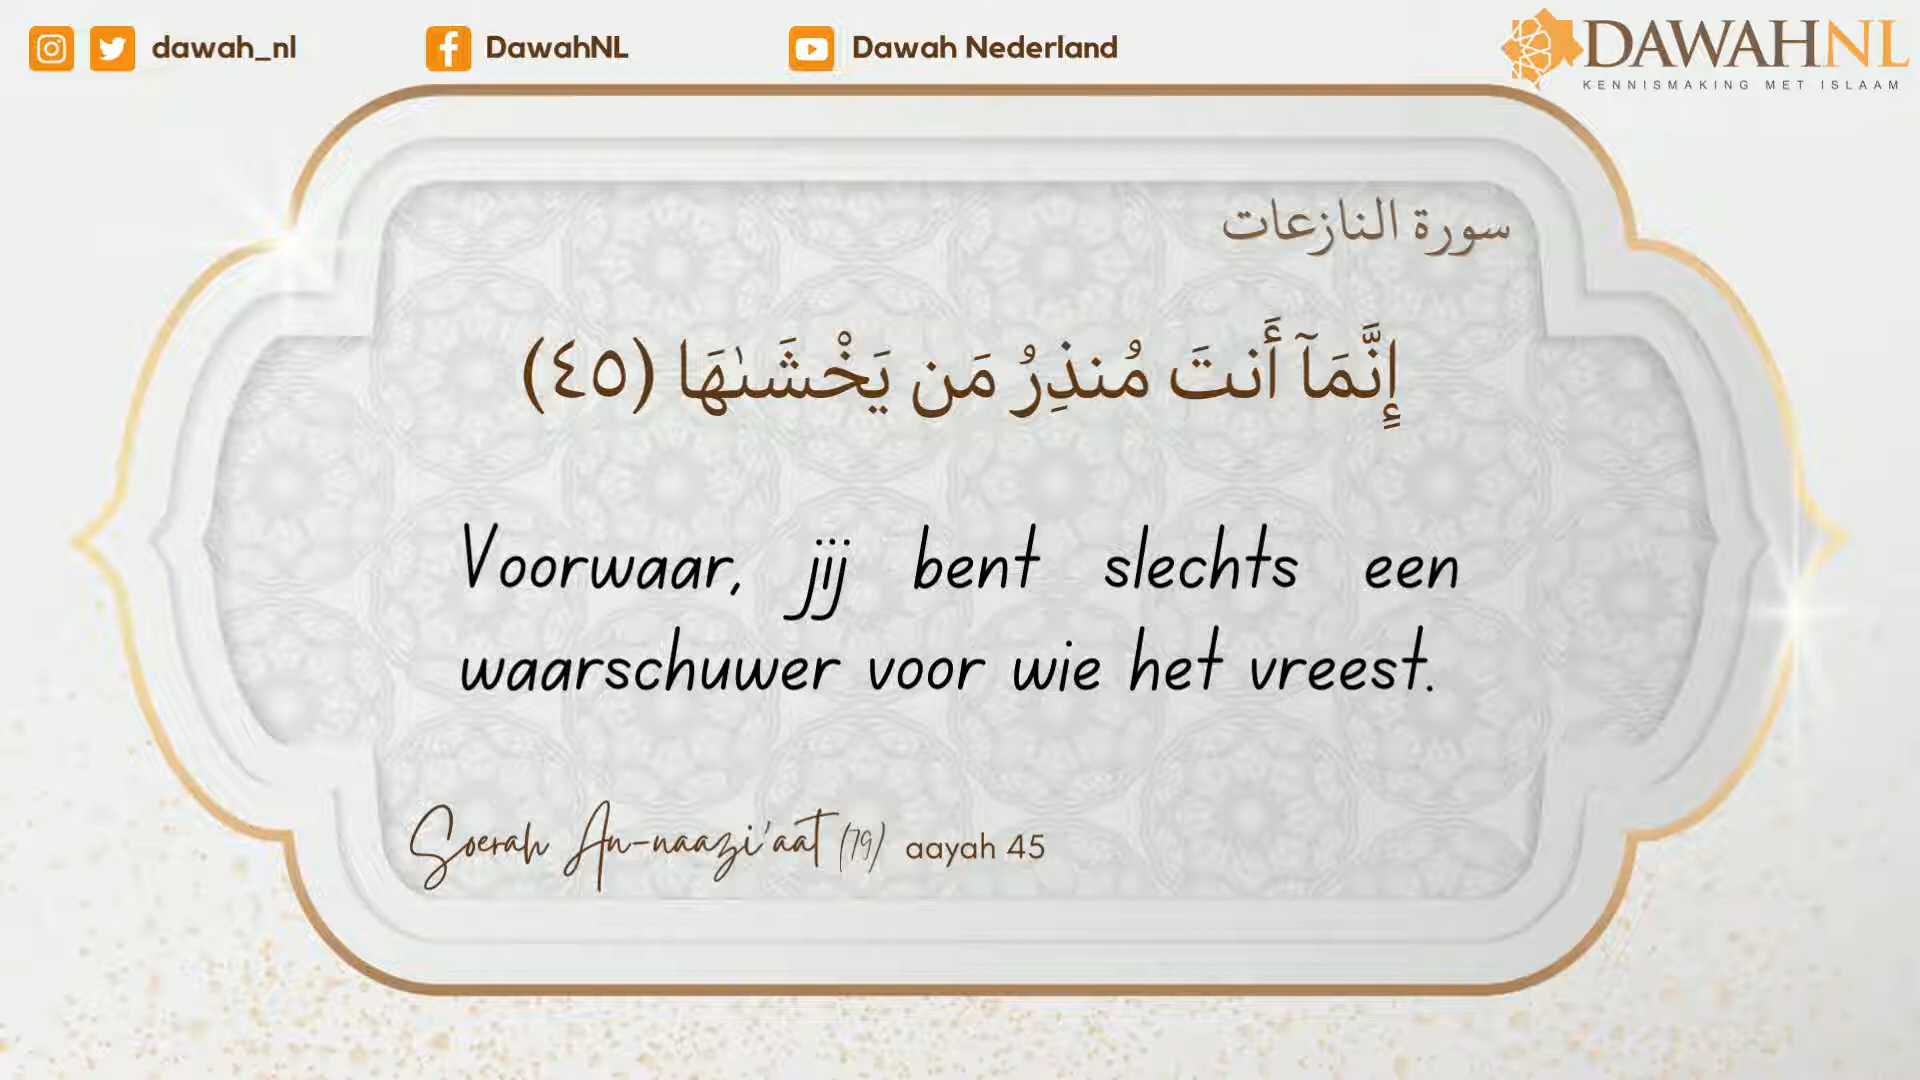 dawah_nl DawahNL Dawah Nederland
DAWAHNL
KENNISMAKING MET ISLAAM
سورة النازعات
إِنَّمَآ أَنتَ مُنذِرُ مَن يَخْشَىٰهَا (٤٥)
Voorwaar, jij bent slechts een
waarschuwer voor wie het vreest.
Soerah An-naazi'aat (79) aayah 45